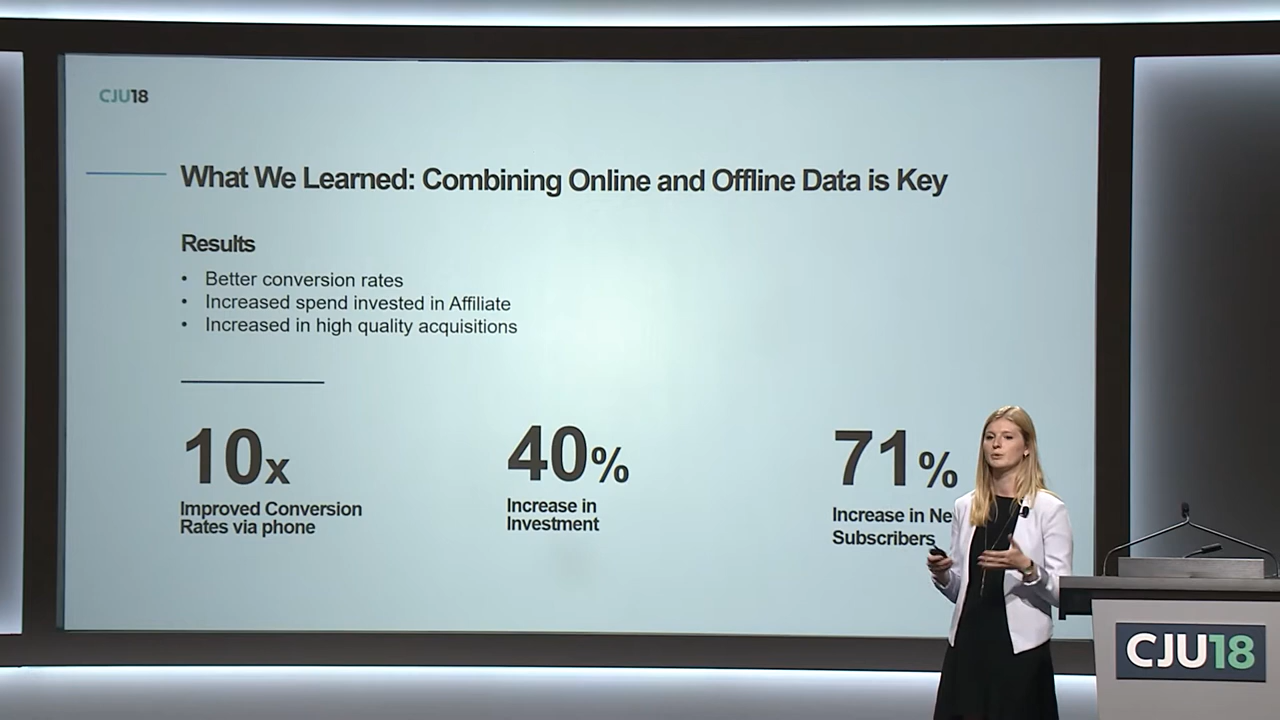 CJU18
What We Learned: Combining Online and Offline Data is Key
Results
• Better conversion rates
• Increased spend invested in Affiliate
• Increased in high quality acquisitions
10x
Improved Conversion
Rates via phone
40%
Increase in
Investment
71%
Increase in
Subscribers
CJU18